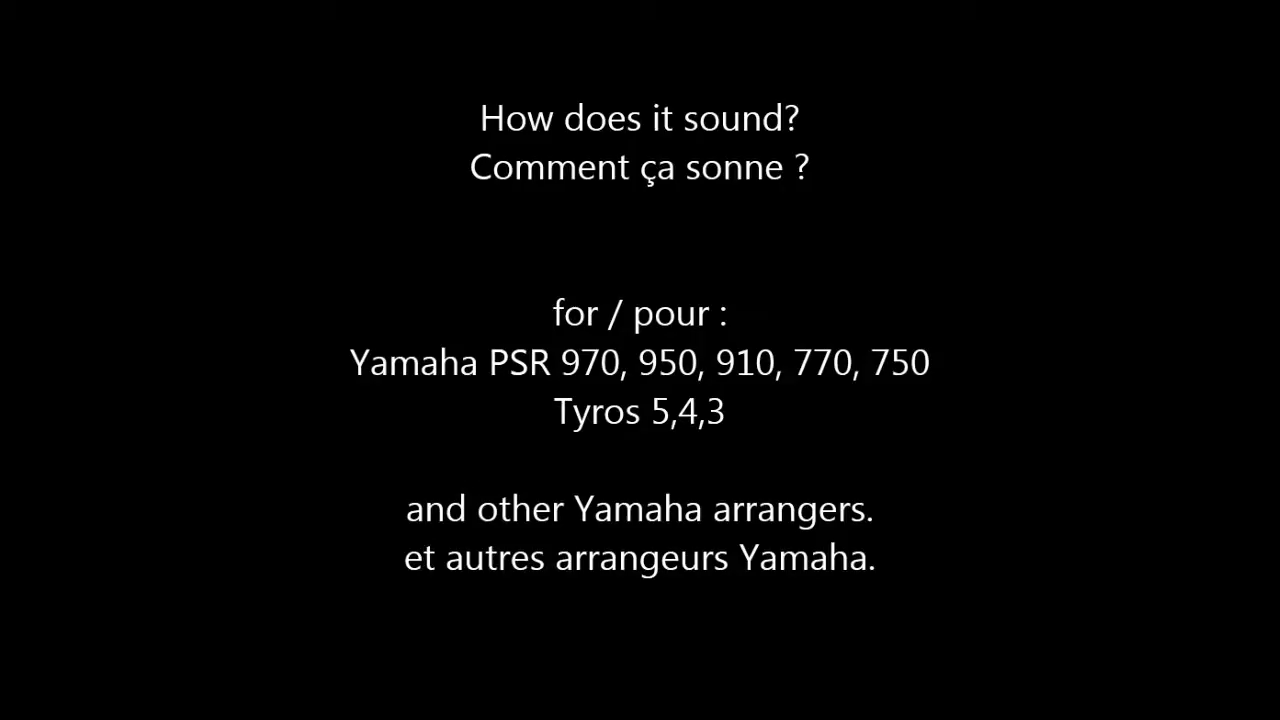 How does it sound?
Comment ça sonne ?
for / pour :
Yamaha PSR 970, 950, 910, 770, 750
Tyros 5,4,3
and other Yamaha arrangers.
et autres arrangeurs Yamaha.